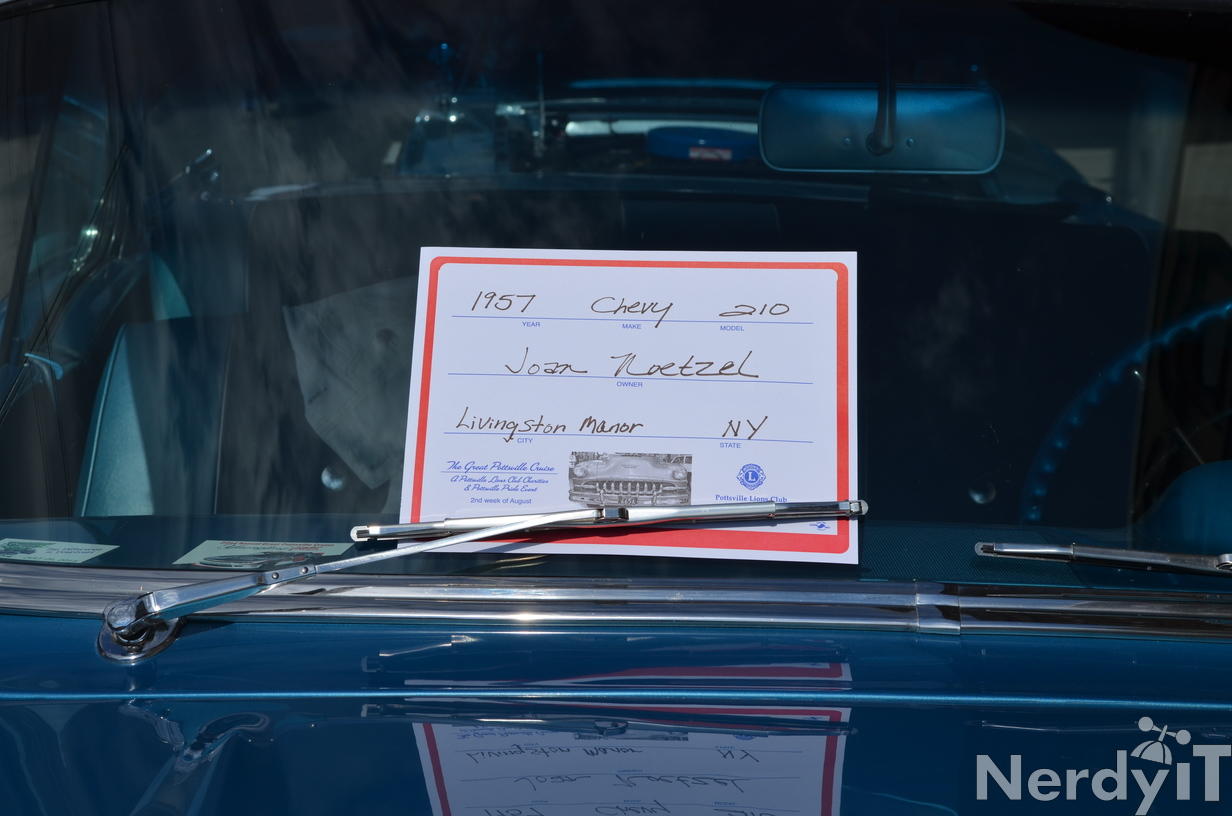 1957 Chevy 210
YEAR MAKE MODEL
Joan Noetzel
OWNER
Livingston Manor NY
CITY STATE
The Great Pottsville Cruise
A Pottsville Lions Club Charities
& Pottsville Pride Event
2nd week of August
L
Pottsville Lions Club
NerdyiT